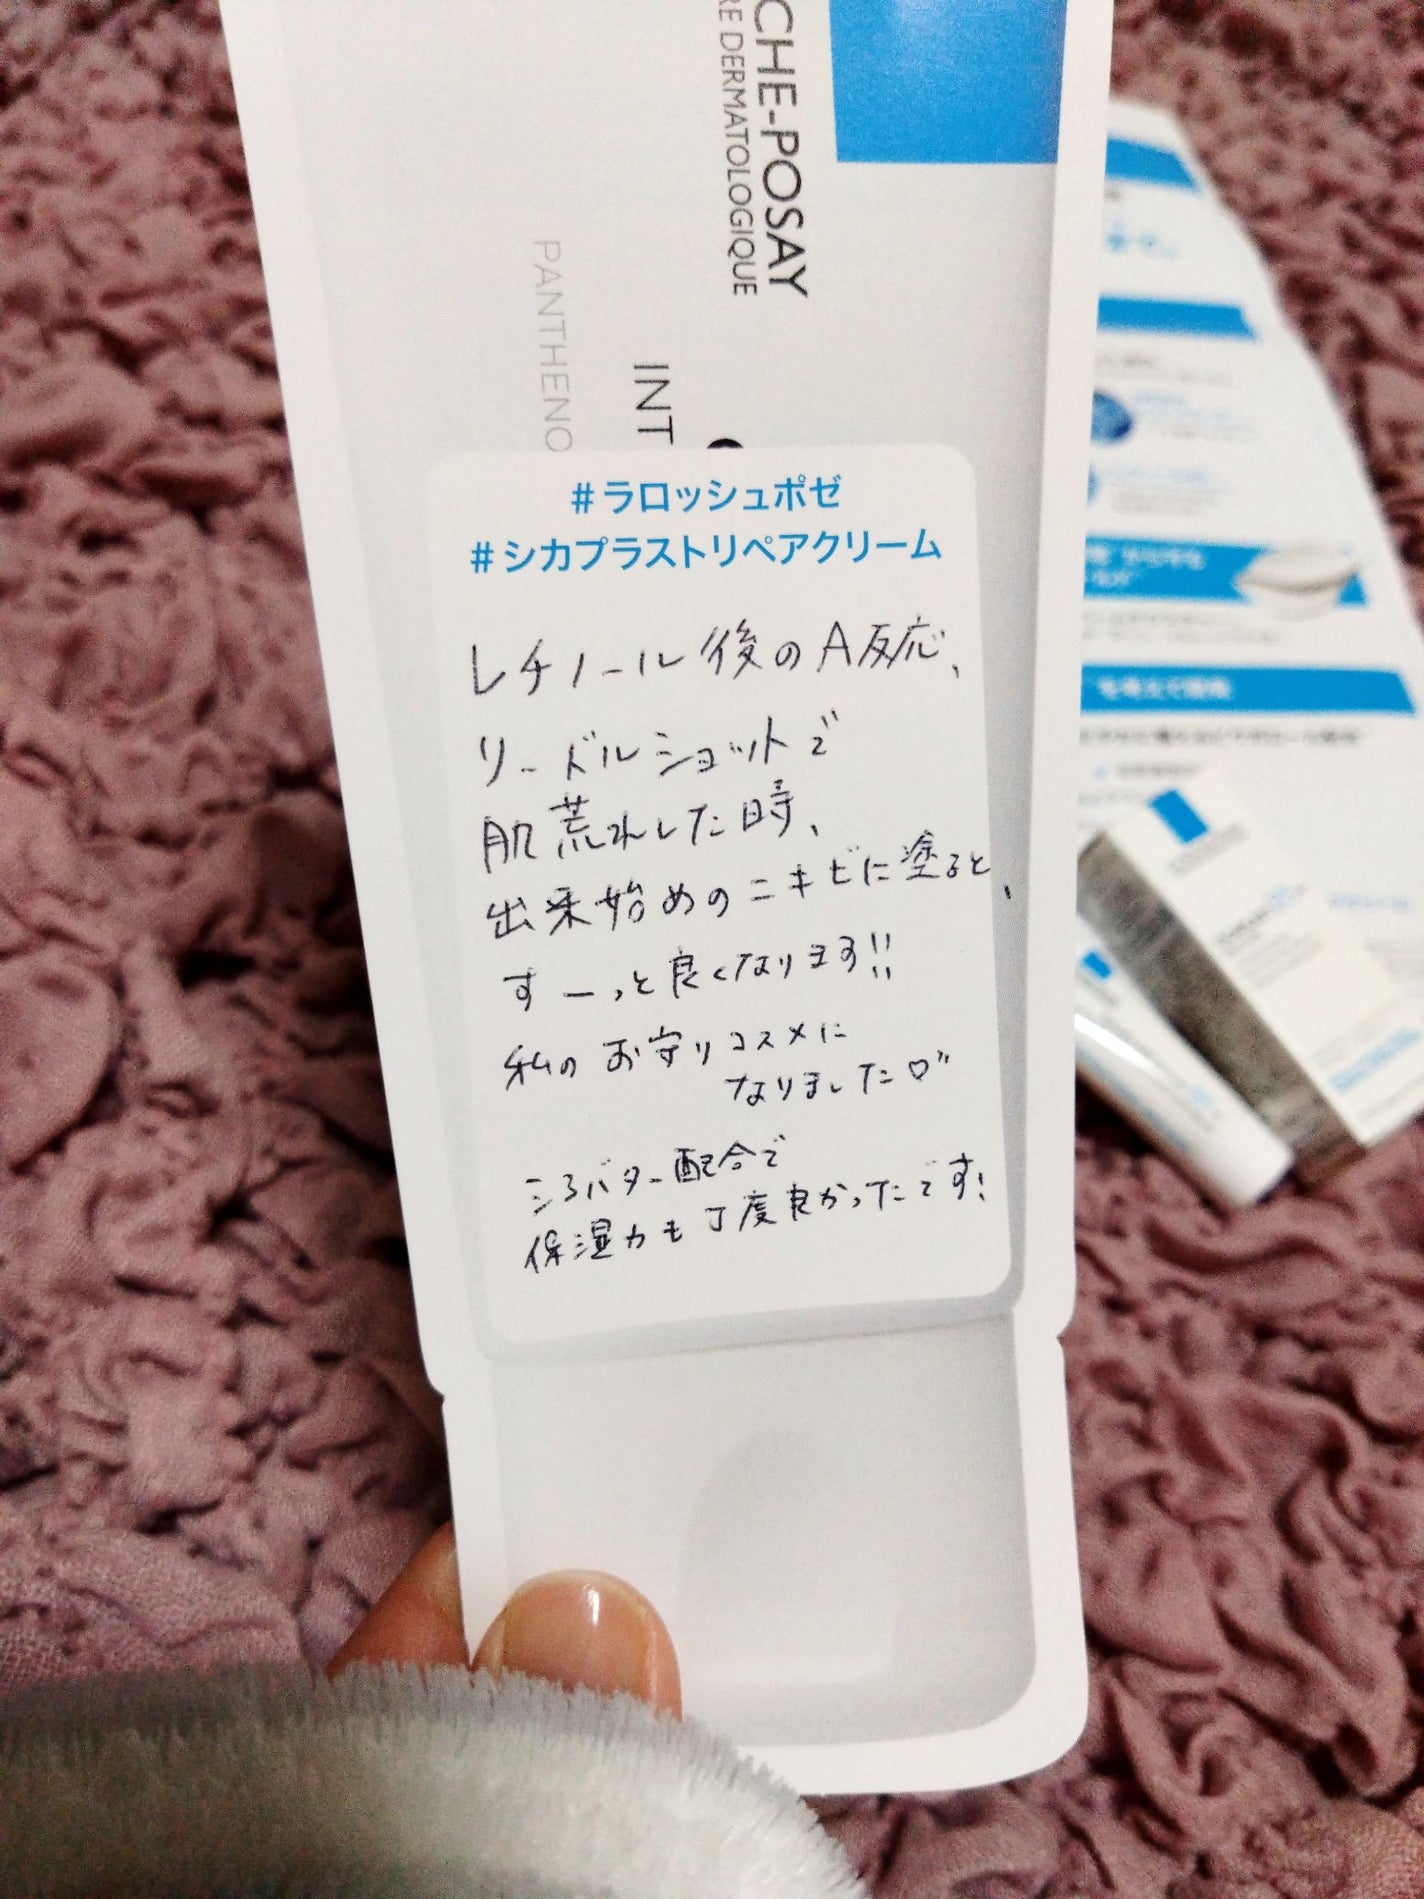 CHE-POSAY
RE DERMATOLOGIQUE
INT
PANTHENO
#ラロッシュポゼ
#シカプラストリペアクリーム
レチノール後のA反応、
リードルショットで
肌荒れした時、
出来始めのニキビに塗ると、
すーっと良くなります!!
私のお守りコスメに
なりました♡"
シアバター配合で
保湿力も丁度良かったです!